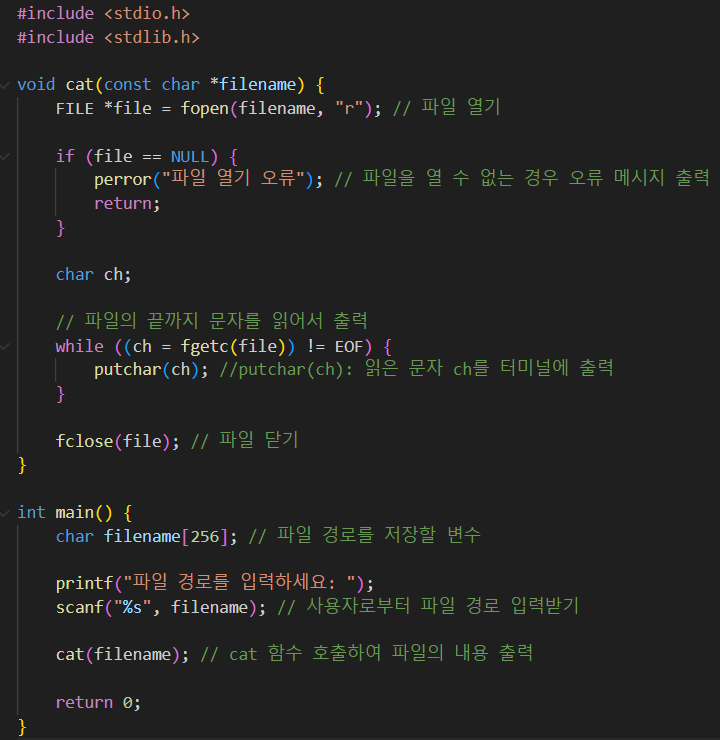 #include <stdio.h>
#include <stdlib.h>
void cat(const char *filename) {
FILE *file = fopen(filename, "r"); // 파일 열기
if (file == NULL) {
perror("파일 열기 오류"); // 파일을 열 수 없는 경우 오류 메시지 출력
return;
}
char ch;
// 파일의 끝까지 문자를 읽어서 출력
while ((ch = fgetc(file)) != EOF) {
putchar(ch); //putchar(ch): 읽은 문자 ch를 터미널에 출력
}
fclose(file); // 파일 닫기
}
int main() {
char filename[256]; // 파일 경로를 저장할 변수
printf("파일 경로를 입력하세요: ");
scanf("%s", filename); // 사용자로부터 파일 경로 입력받기
cat(filename); // cat 함수 호출하여 파일의 내용 출력
return 0;
}